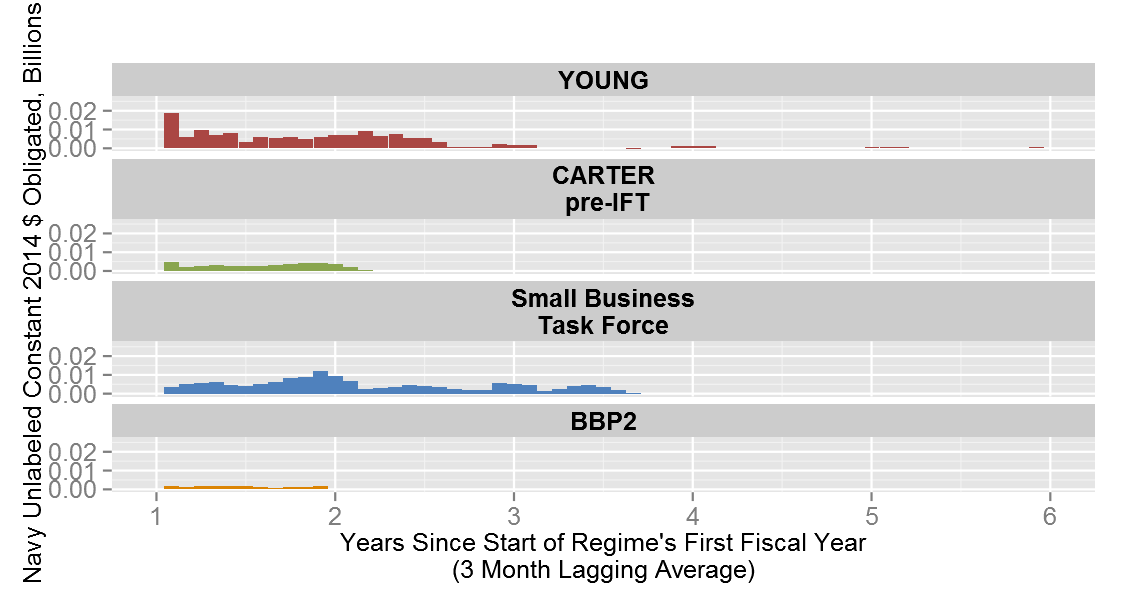 Navy Unlabeled Constant 2014 $ Obligated, Billions
YOUNG
0.02
0.01
0.00
CARTER
pre-IFT
0.02
0.01
0.00
Small Business
Task Force
0.02
0.01
0.00
BBP2
0.02
0.01
0.00
1 2 3 4 5 6
Years Since Start of Regime's First Fiscal Year
(3 Month Lagging Average)